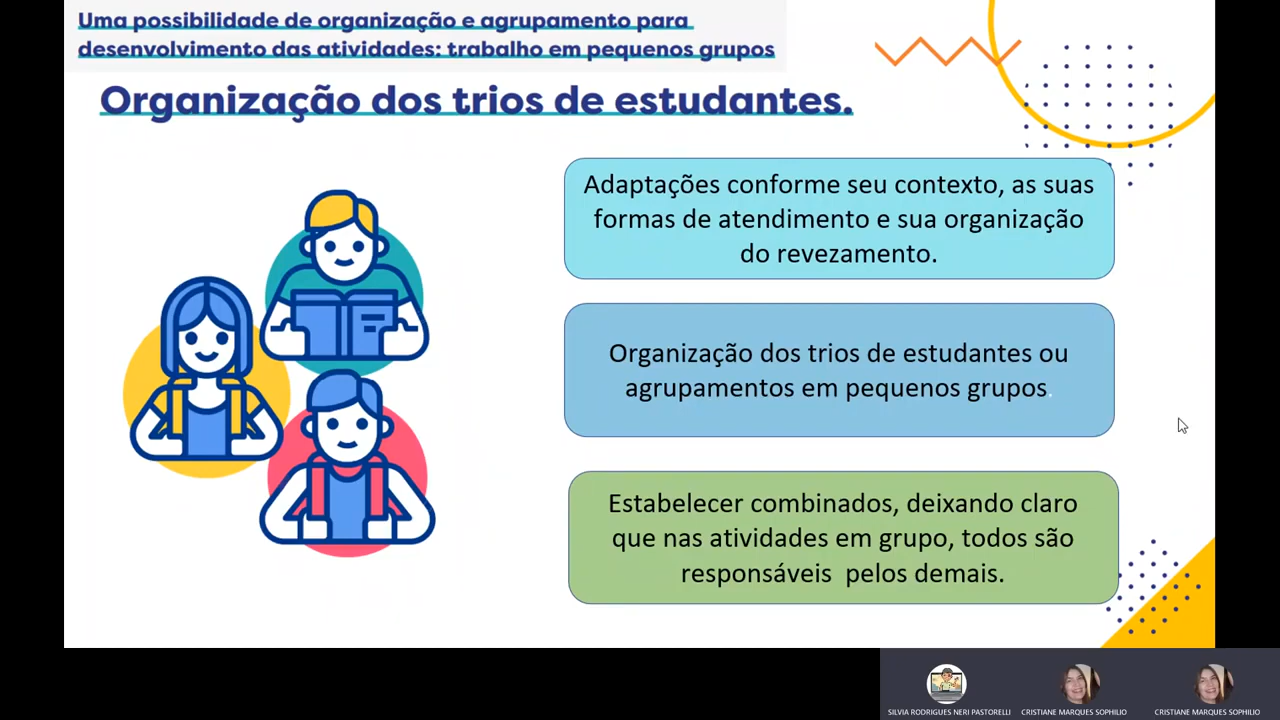 Uma possibilidade de organização e agrupamento para
desenvolvimento das atividades: trabalho em pequenos grupos
Organização dos trios de estudantes.
Adaptações conforme seu contexto, as suas
formas de atendimento e sua organização
do revezamento.
Organização dos trios de estudantes ou
agrupamentos em pequenos grupos.
Estabelecer combinados, deixando claro
que nas atividades em grupo, todos são
responsáveis  pelos demais.
SILVIA RODRIGUES NERI PASTORELLI
CRISTIANE MARQUES SOPHILIO
CRISTIANE MARQUES SOPHILIO